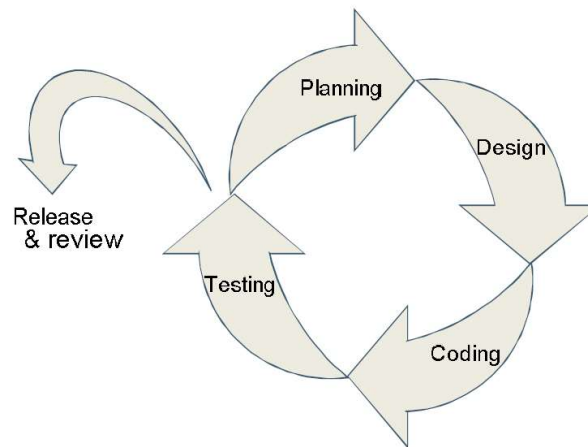 Planning
Design
Release
& review
Testing
Coding